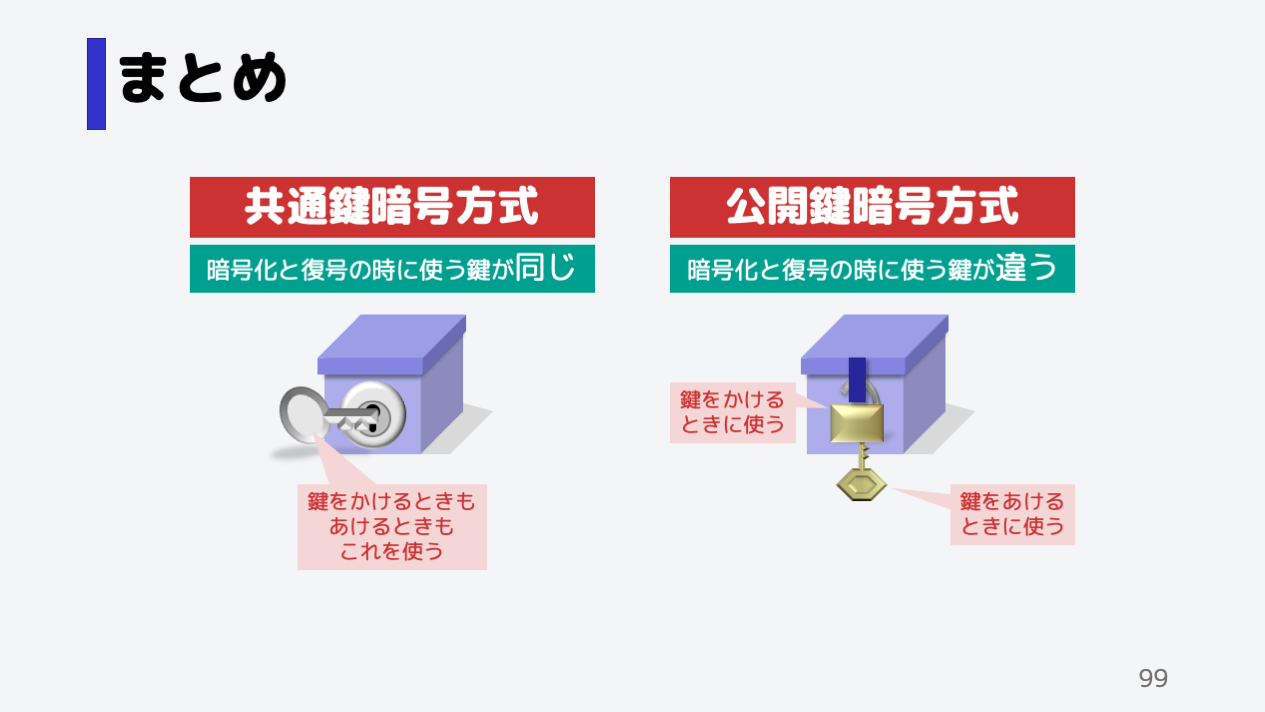 まとめ
共通鍵暗号方式
暗号化と復号の時に使う鍵が同じ
鍵をかけるときも
あけるときも
これを使う
公開鍵暗号方式
暗号化と復号の時に使う鍵が違う
鍵をかける
ときに使う
鍵をあける
ときに使う
99